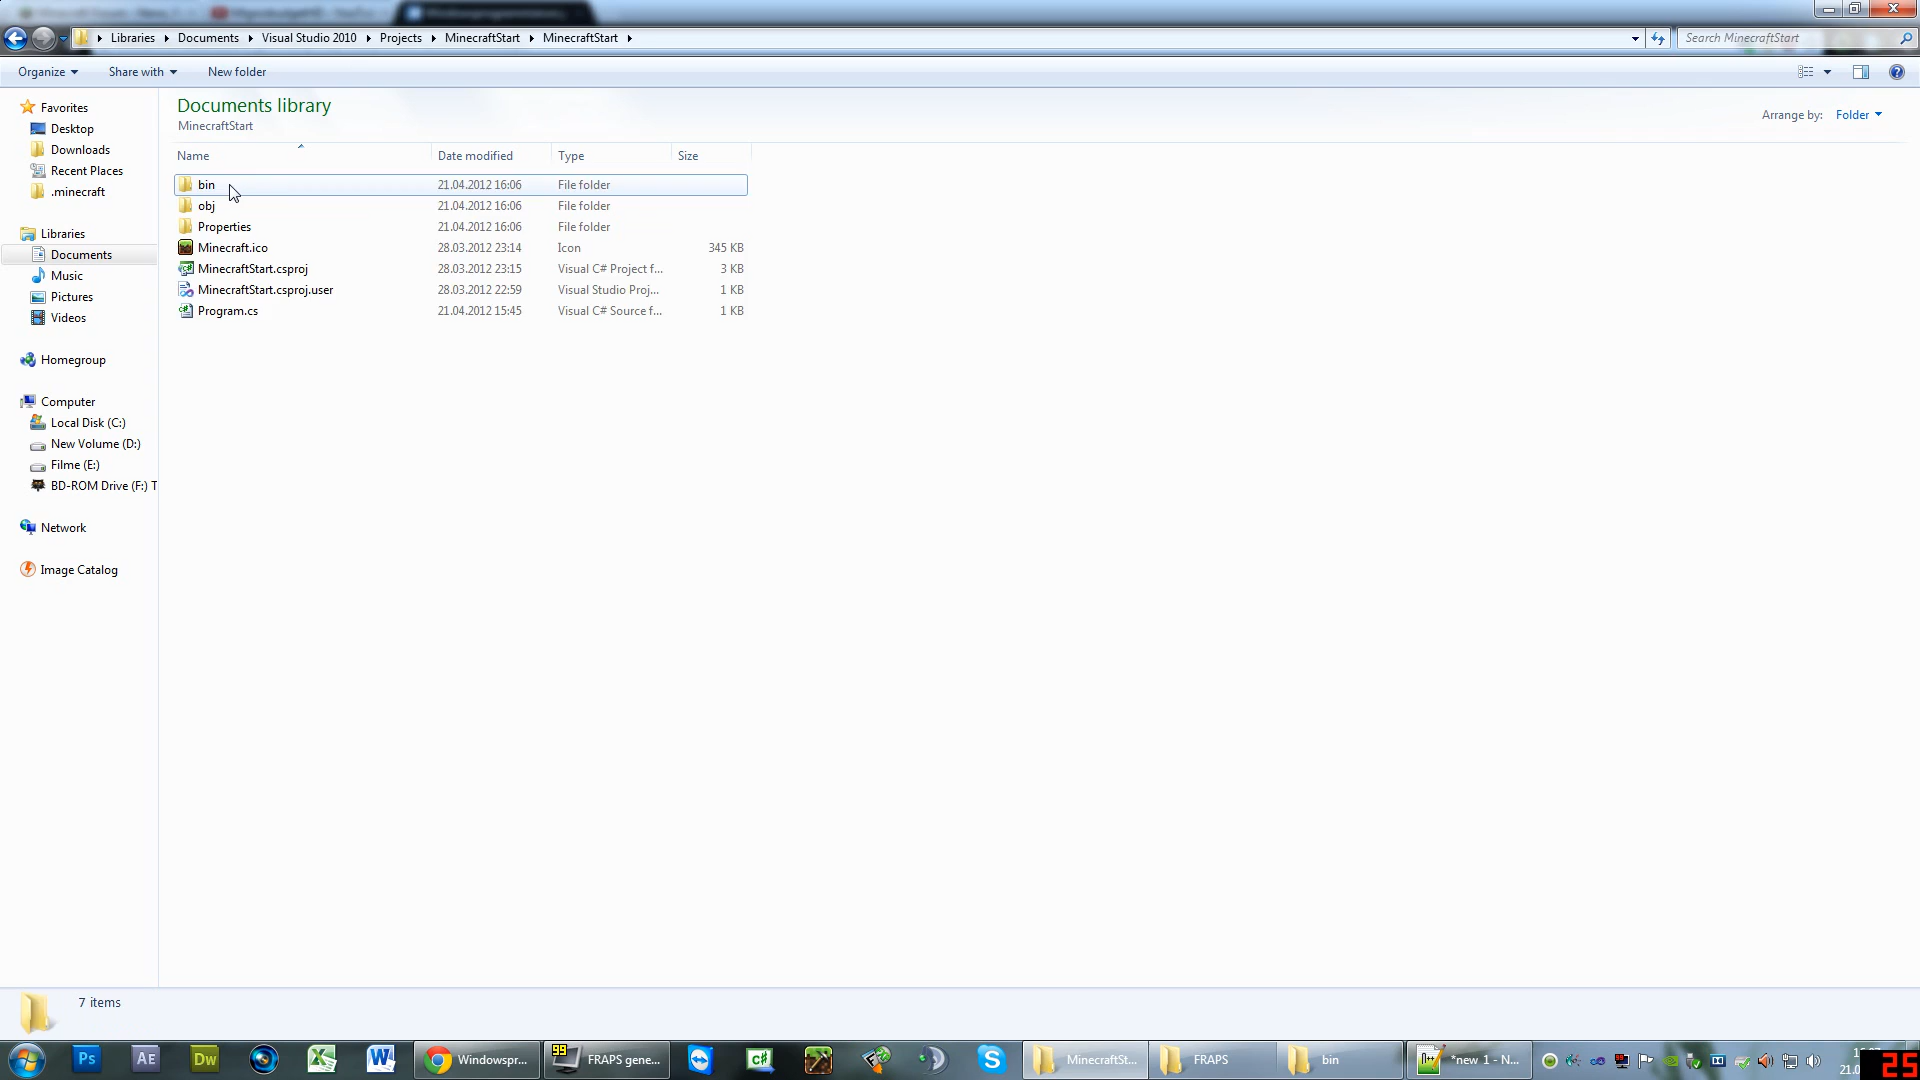 Libraries Documents Visual Studio 2010 Projects MinecraftStart MinecraftStart Search MinecraftStart
Organize Share with New folder
Favorites
Desktop
Downloads
Recent Places
.minecraft
Libraries
Documents
Music
Pictures
Videos
Homegroup
Computer
Local Disk (C:)
New Volume (D:)
Filme (E:)
BD-ROM Drive (F:) T
Network
Image Catalog
Documents library
MinecraftStart
Arrange by: Folder
Name Date modified Type Size
bin 21.04.2012 16:06 File folder
obj 21.04.2012 16:06 File folder
Properties 21.04.2012 16:06 File folder
Minecraft.ico 28.03.2012 23:14 Icon 345 KB
MinecraftStart.csproj 28.03.2012 23:15 Visual C# Project f... 3 KB
MinecraftStart.csproj.user 28.03.2012 22:59 Visual Studio Proj... 1 KB
Program.cs 21.04.2012 15:45 Visual C# Source f... 1 KB
7 items
Ps AE Dw Windowspr... 99 FRAPS gene... C# MinecraftSt... FRAPS bin *new 1 - N...
25